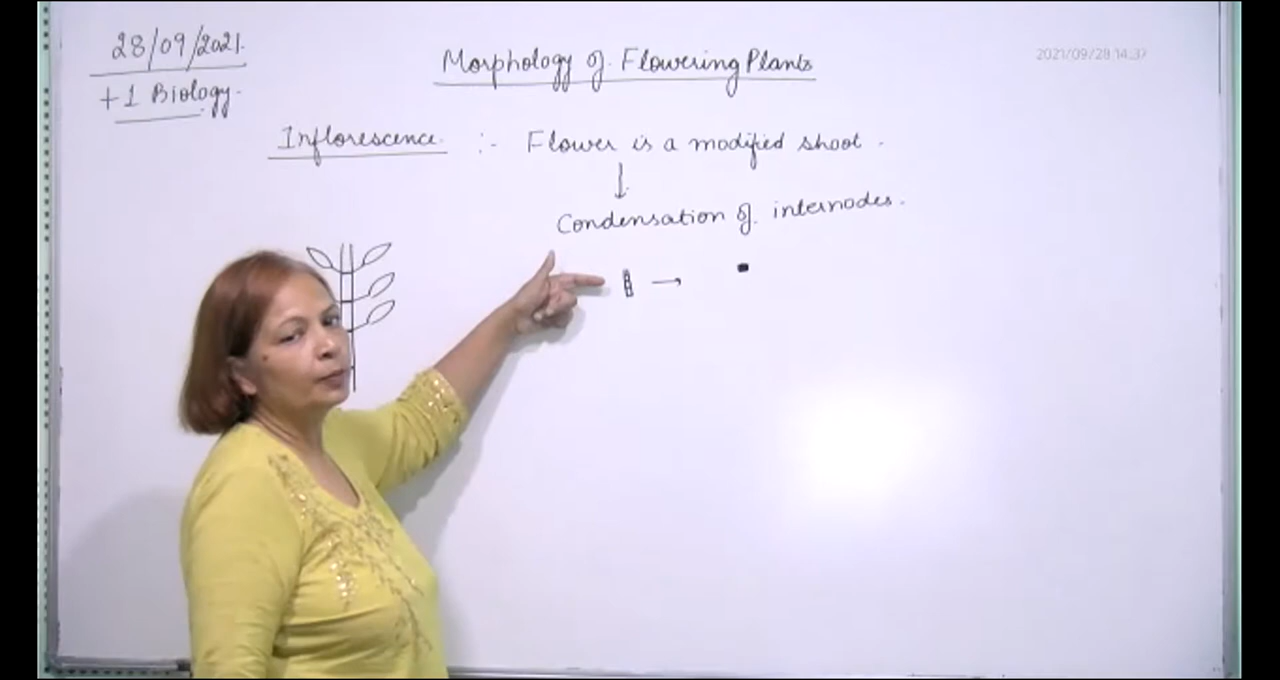 28/09/2021.
+1 Biology.
Morphology of Flowering Plants
2021/09/28 14:37
Inflorescence :- Flower is a modified shoot.
↓
Condensation of internodes.
→